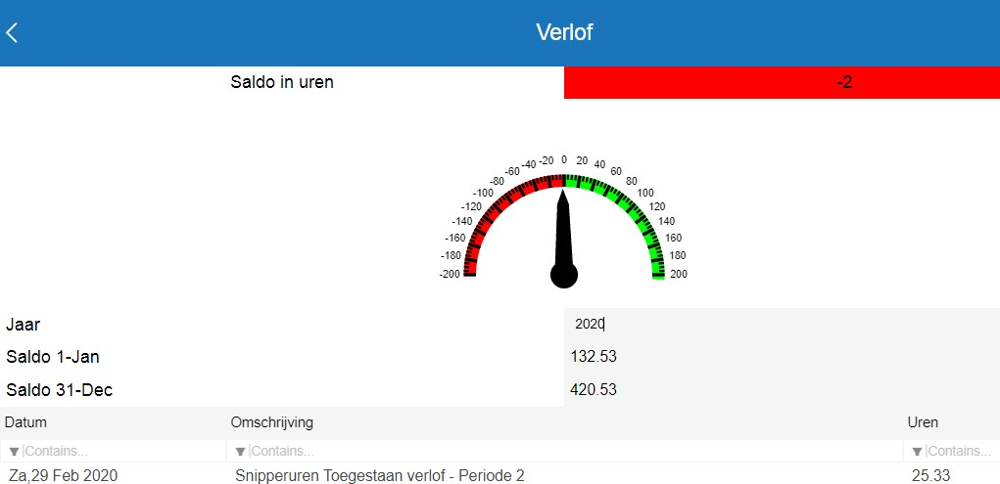 Verlof
Saldo in uren -2
-200 -180 -160 -140 -120 -100 -80 -60 -40 -20 0 20 40 60 80 100 120 140 160 180 200
Jaar 2020
Saldo 1-Jan 132.53
Saldo 31-Dec 420.53
Datum Omschrijving Uren
Contains... Contains... Contains...
Za,29 Feb 2020 Snipperuren Toegestaan verlof - Periode 2 25.33